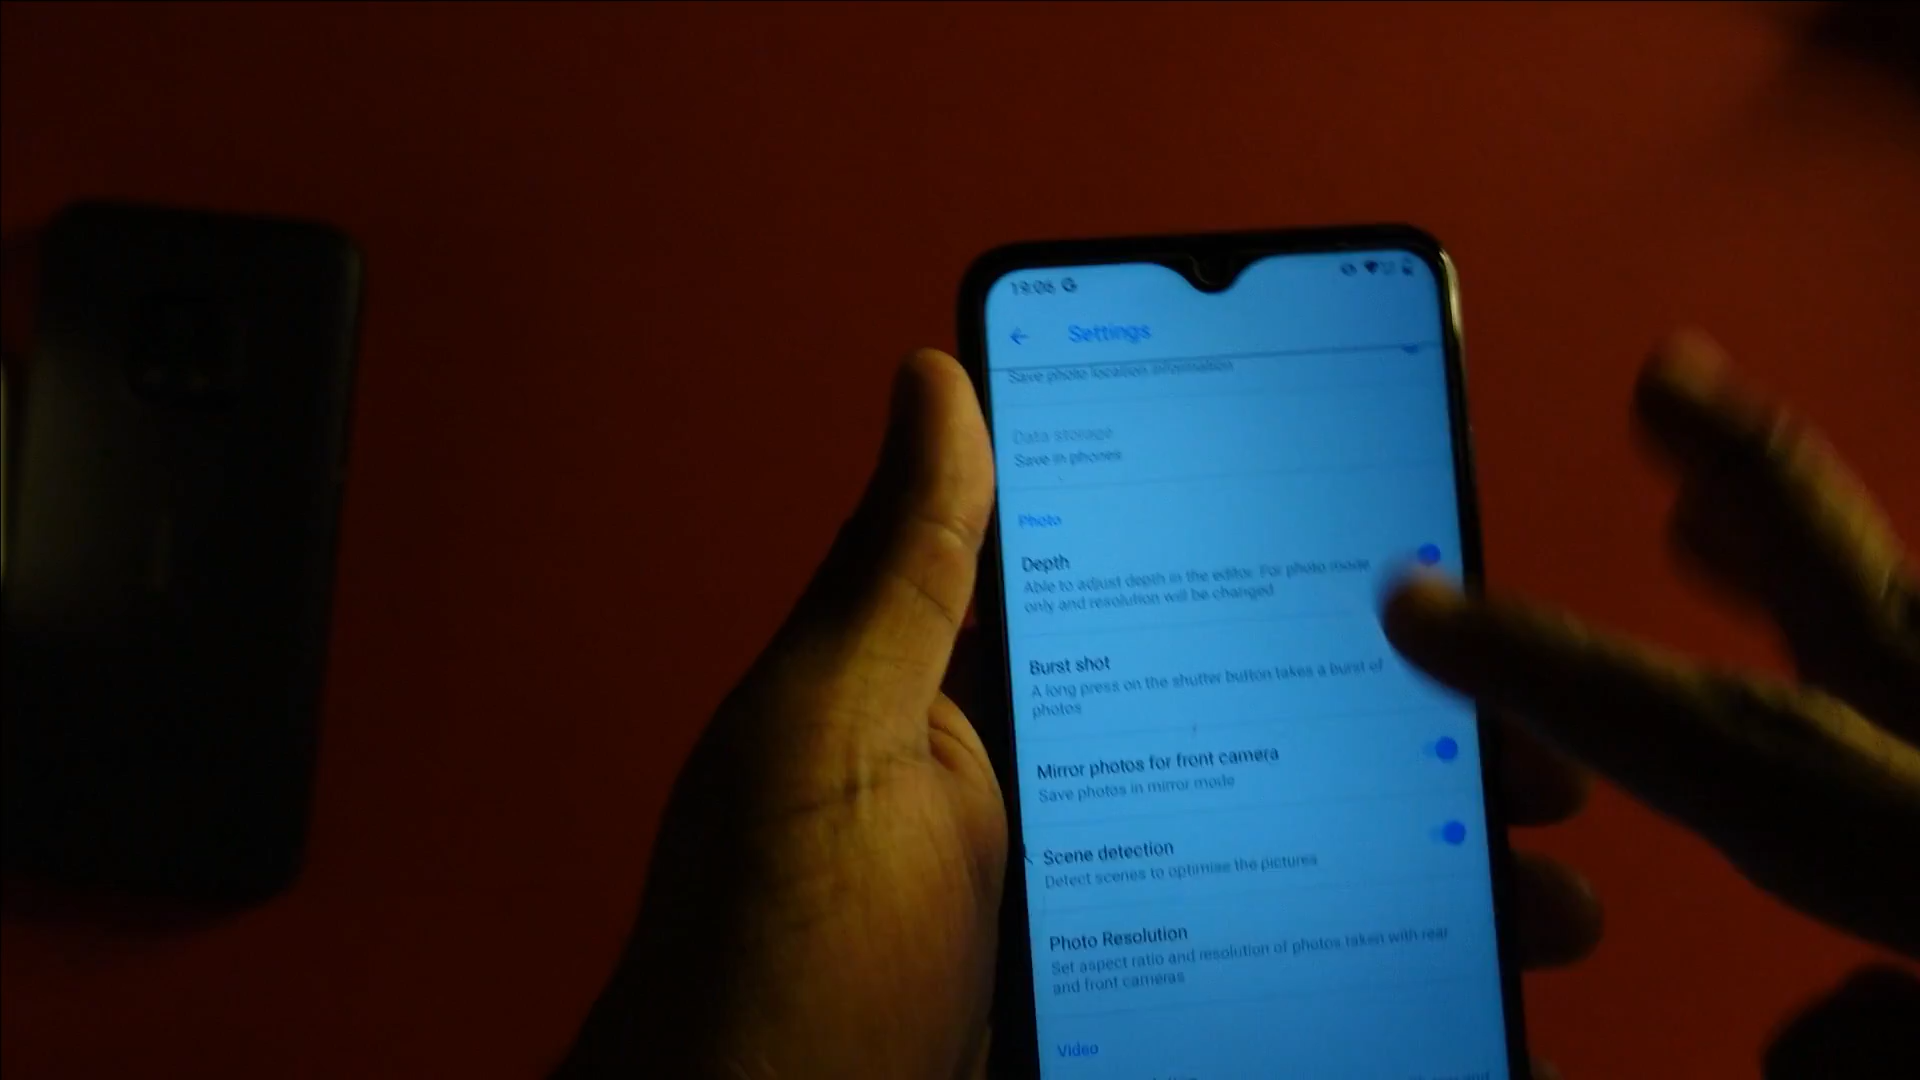 19:06 G
Settings
Save photo location information
Data storage
Save in phones
Photo
Depth
Able to adjust depth in the editor. For photo mode
only and resolution will be changed
Burst shot
A long press on the shutter button takes a burst of
photos
Mirror photos for front camera
Save photos in mirror mode
Scene detection
Detect scenes to optimise the pictures
Photo Resolution
Set aspect ratio and resolution of photos taken with rear
and front cameras
Video